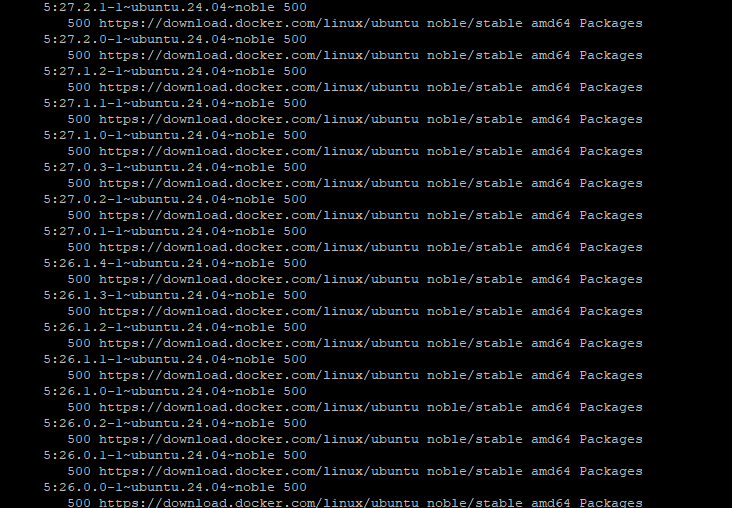 5:27.2.1-1~ubuntu.24.04~noble 500
500 https://download.docker.com/linux/ubuntu noble/stable amd64 Packages
5:27.2.0-1~ubuntu.24.04~noble 500
500 https://download.docker.com/linux/ubuntu noble/stable amd64 Packages
5:27.1.2-1~ubuntu.24.04~noble 500
500 https://download.docker.com/linux/ubuntu noble/stable amd64 Packages
5:27.1.1-1~ubuntu.24.04~noble 500
500 https://download.docker.com/linux/ubuntu noble/stable amd64 Packages
5:27.1.0-1~ubuntu.24.04~noble 500
500 https://download.docker.com/linux/ubuntu noble/stable amd64 Packages
5:27.0.3-1~ubuntu.24.04~noble 500
500 https://download.docker.com/linux/ubuntu noble/stable amd64 Packages
5:27.0.2-1~ubuntu.24.04~noble 500
500 https://download.docker.com/linux/ubuntu noble/stable amd64 Packages
5:27.0.1-1~ubuntu.24.04~noble 500
500 https://download.docker.com/linux/ubuntu noble/stable amd64 Packages
5:26.1.4-1~ubuntu.24.04~noble 500
500 https://download.docker.com/linux/ubuntu noble/stable amd64 Packages
5:26.1.3-1~ubuntu.24.04~noble 500
500 https://download.docker.com/linux/ubuntu noble/stable amd64 Packages
5:26.1.2-1~ubuntu.24.04~noble 500
500 https://download.docker.com/linux/ubuntu noble/stable amd64 Packages
5:26.1.1-1~ubuntu.24.04~noble 500
500 https://download.docker.com/linux/ubuntu noble/stable amd64 Packages
5:26.1.0-1~ubuntu.24.04~noble 500
500 https://download.docker.com/linux/ubuntu noble/stable amd64 Packages
5:26.0.2-1~ubuntu.24.04~noble 500
500 https://download.docker.com/linux/ubuntu noble/stable amd64 Packages
5:26.0.1-1~ubuntu.24.04~noble 500
500 https://download.docker.com/linux/ubuntu noble/stable amd64 Packages
5:26.0.0-1~ubuntu.24.04~noble 500
500 https://download.docker.com/linux/ubuntu noble/stable amd64 Packages